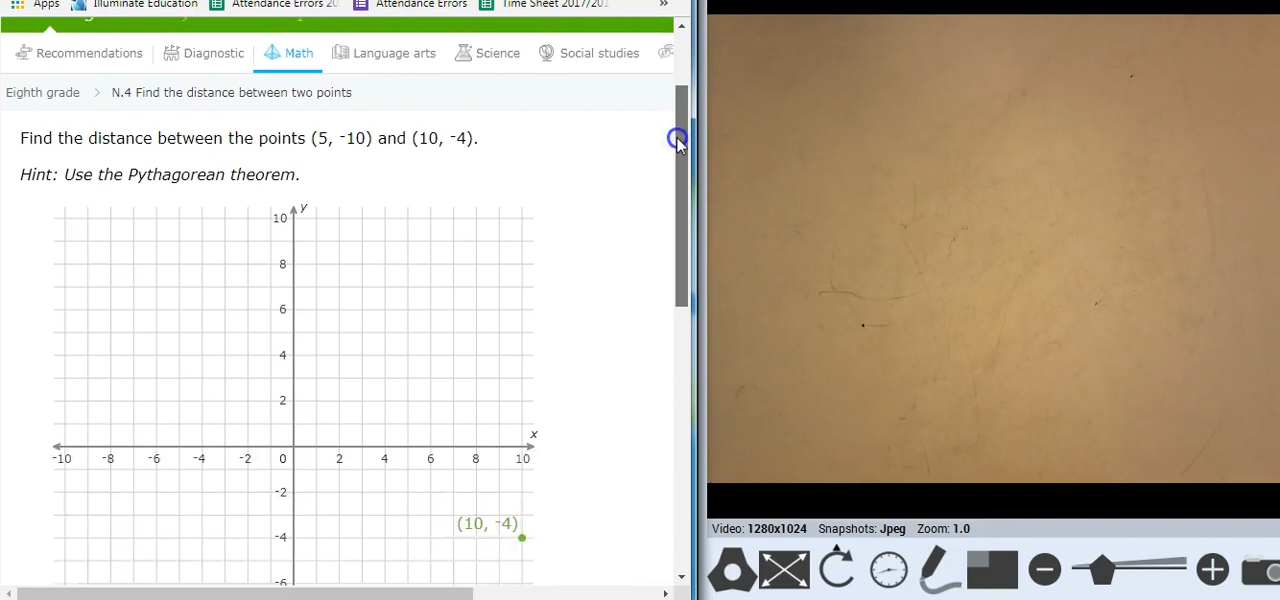 Apps Illuminate Education Attendance Errors 20 Attendance Errors Time Sheet 2017/201 »
Recommendations Diagnostic Math Language arts Science Social studies
Eighth grade > N.4 Find the distance between two points
Find the distance between the points (5, -10) and (10, -4).
Hint: Use the Pythagorean theorem.
y
10
8
6
4
2
x
-10 -8 -6 -4 -2 0 2 4 6 8 10
-2
(10, -4)
-4
-6
Video: 1280x1024 Snapshots: Jpeg Zoom: 1.0